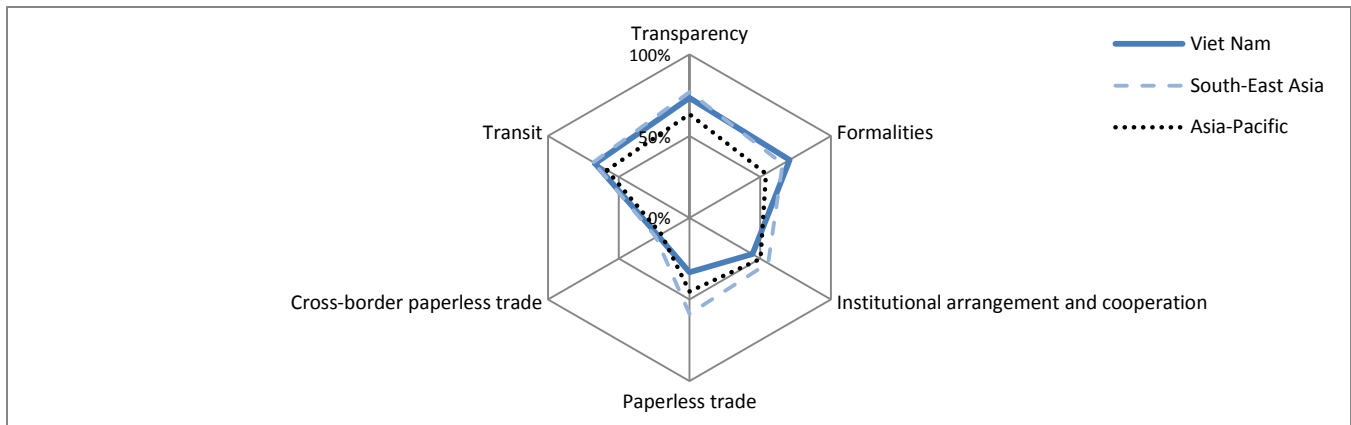 Transparency
100%
Viet Nam
South-East Asia
Asia-Pacific
Transit
50%
Formalities
0%
Cross-border paperless trade
Institutional arrangement and cooperation
Paperless trade